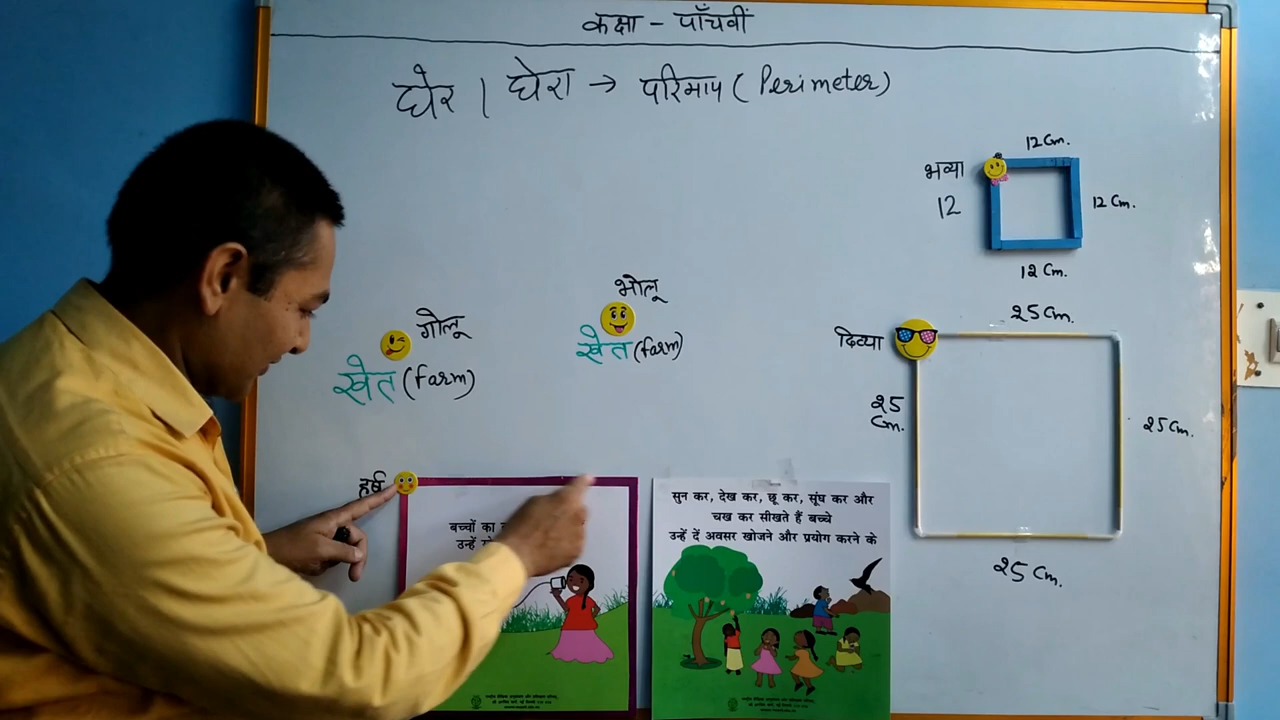 कक्षा - पाँचवीं
घेर | घेरा → परिमाप (Perimeter)
12 Cm.
भव्या
12
12 Cm.
12 Cm.
भोलू
खेत (farm)
गोलू
खेत (farm)
25 Cm.
दिव्या
25
Cm.
25 Cm.
25 Cm.
हर्ष
बच्चों का
उन्हें
सुन कर, देख कर, छू कर, सूंघ कर और
चख कर सीखते हैं बच्चे
उन्हें दें अवसर खोजने और प्रयोग करने के